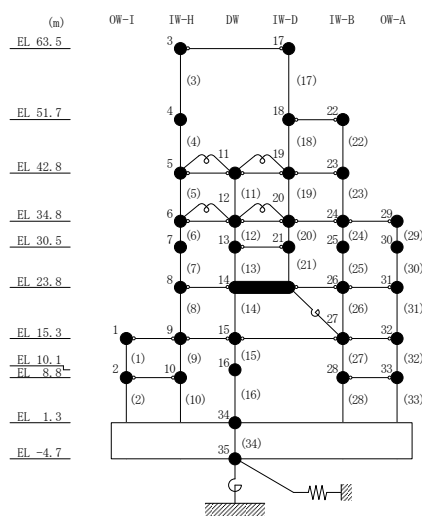 (m) OW-I IW-H DW IW-D IW-B OW-A
EL 63.5 3 17
(3) (17)
EL 51.7 4 18 22
(4) (18) (22)
EL 42.8 5 11 19 23
(5) (11) (19) (23)
EL 34.8 6 12 20 24 29
(6) (12) (20) (24) (29)
EL 30.5 7 13 21 25 30
(7) (13) (21) (25) (30)
EL 23.8 8 14 26 31
(8) (14) (26) (31)
27
EL 15.3 1 9 15 32
(1) (9) (15) (27) (32)
EL 10.1 16
EL 8.8 2 10 28 33
(2) (10) (16) (28) (33)
EL 1.3 34
(34)
EL -4.7 35